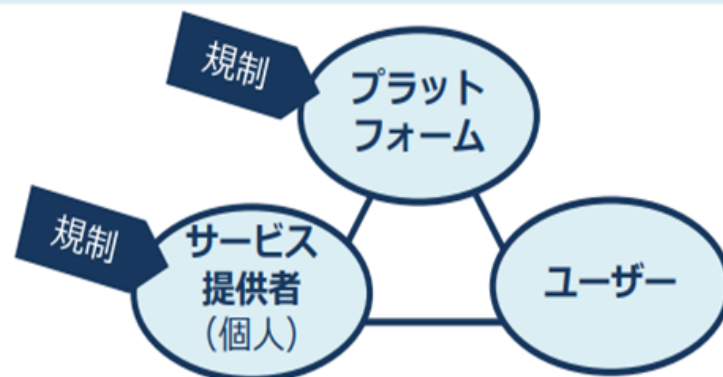 規制
プラット
フォーム
規制
サービス
提供者
（個人）
ユーザー